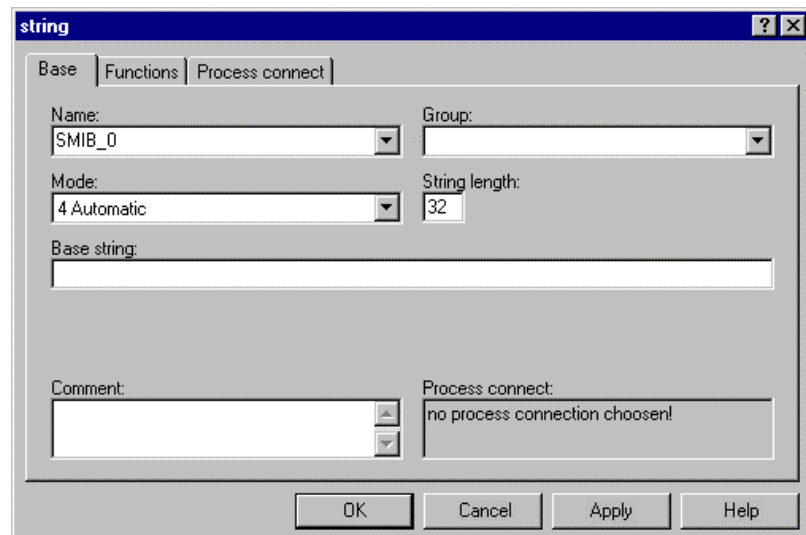 string
Base Functions Process connect
Name: Group:
SMIB_0
Mode: String length:
4 Automatic 32
Base string:
Comment: Process connect:
no process connection choosen!
OK Cancel Apply Help